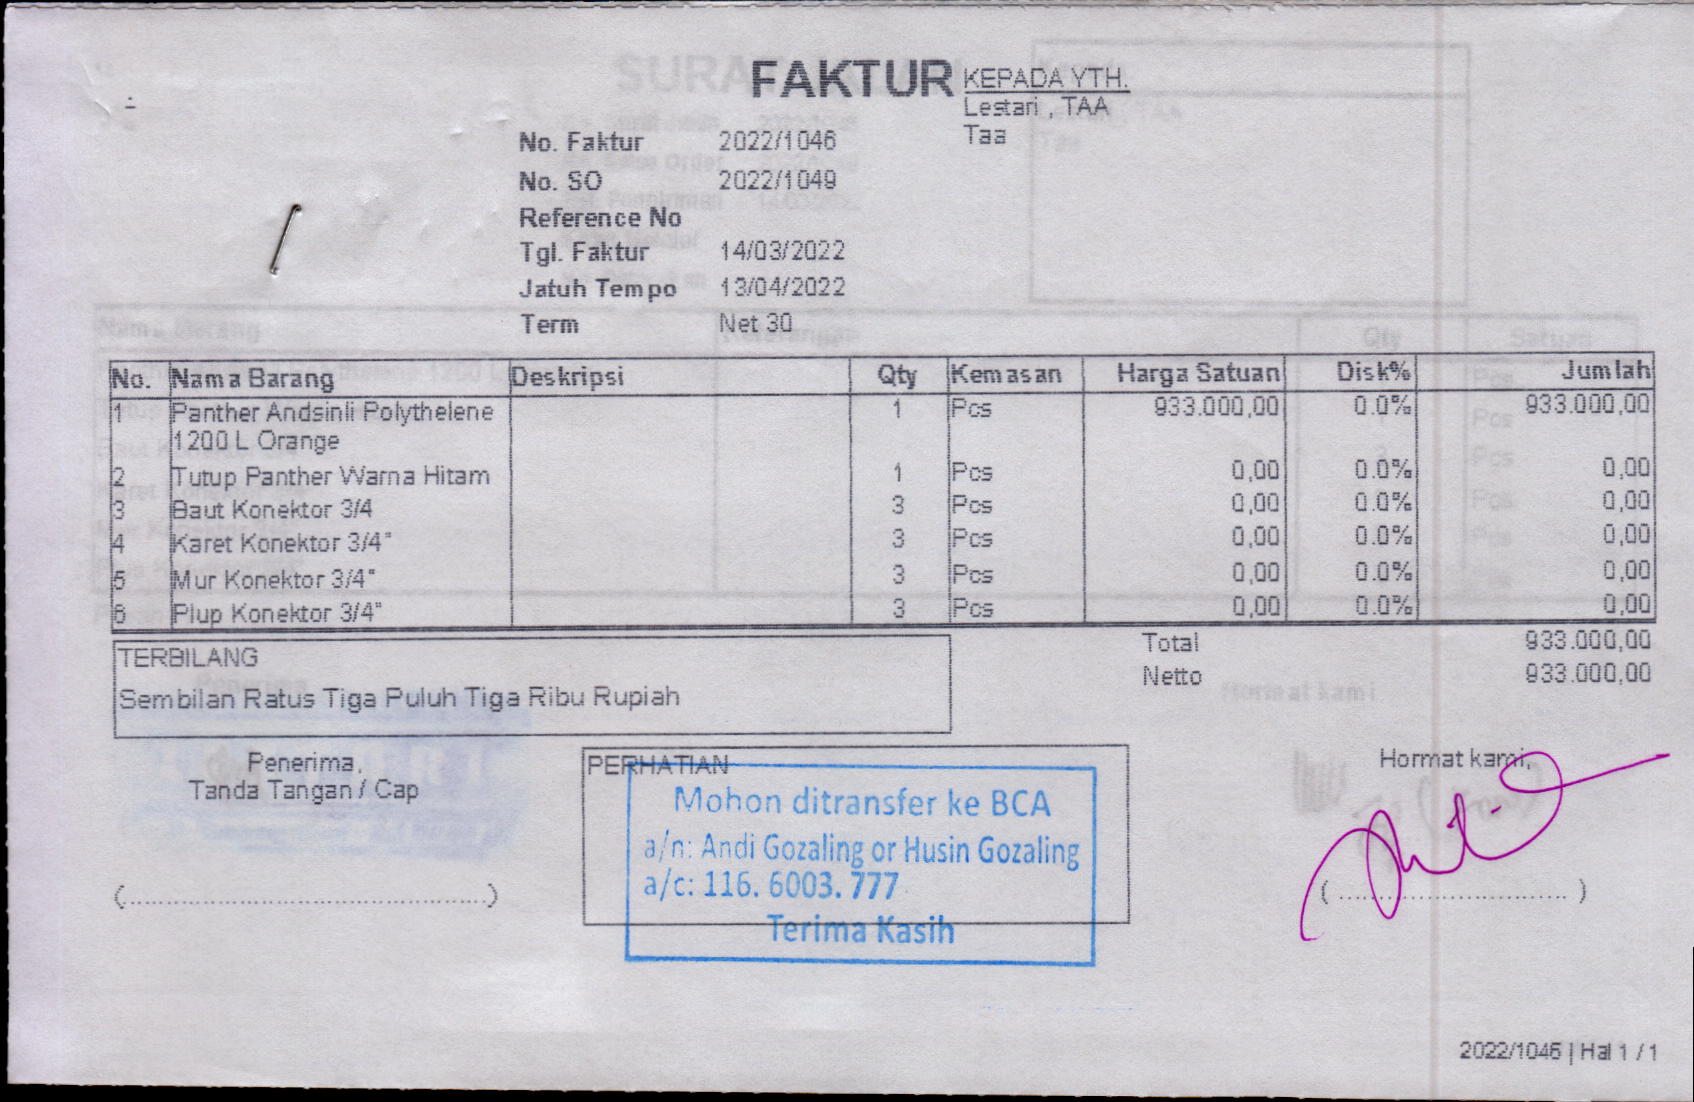 FAKTUR
KEPADA YTH.
Lestari , TAA
Taa
No. Faktur 2022/1046
No. SO 2022/1049
Reference No
Tgl. Faktur 14/03/2022
Jatuh Tempo 13/04/2022
Term Net 30
No. Nama Barang Deskripsi Qty Kemasan Harga Satuan Disk% Jumlah
1 Panther Andsinli Polythelene 1 Pcs 933.000,00 0.0% 933.000,00
1200 L Orange
2 Tutup Panther Warna Hitam 1 Pcs 0,00 0.0% 0,00
3 Baut Konektor 3/4 3 Pcs 0,00 0.0% 0,00
4 Karet Konektor 3/4" 3 Pcs 0,00 0.0% 0,00
5 Mur Konektor 3/4" 3 Pcs 0,00 0.0% 0,00
6 Plup Konektor 3/4" 3 Pcs 0,00 0.0% 0,00
Total 933.000,00
Netto 933.000,00
TERBILANG
Sembilan Ratus Tiga Puluh Tiga Ribu Rupiah
Penerima,
Tanda Tangan / Cap
PERHATIAN
Mohon ditransfer ke BCA
a/n: Andi Gozaling or Husin Gozaling
a/c: 116. 6003. 777
Terima Kasih
Hormat kami,
2022/1046 | Hal 1 / 1